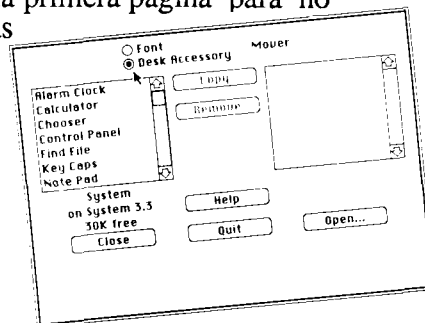 a primera página para no
as
Font
Desk Accessory Mover
Copy
Remove
Alarm Clock
Calculator
Chooser
Control Panel
Find File
Key Caps
Note Pad
System
on System 3.3
30K free
Close
Help
Quit
Open...